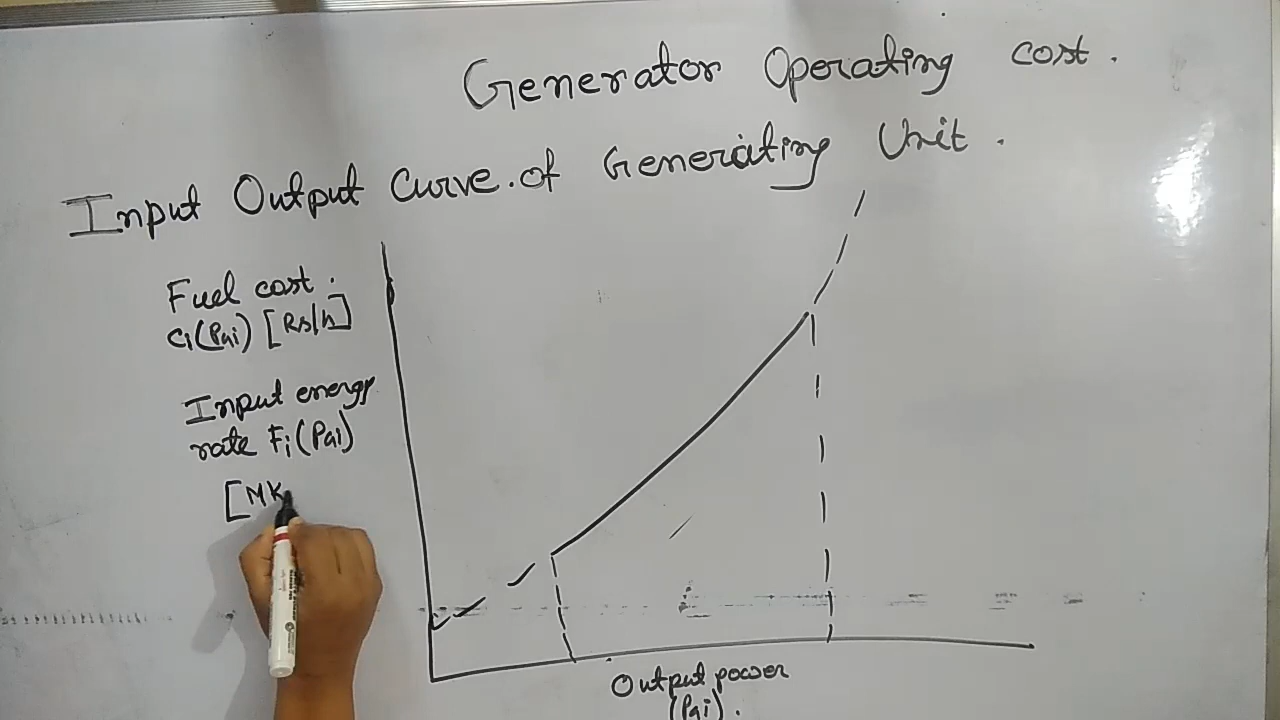 Generator Operating cost.
Input Output Curve.of Generating Unit.
Fuel cost.
Ci(Pai) [Rs/h]
Input energy
rate Fi(Pai)
[MK
Output power
(Pai).